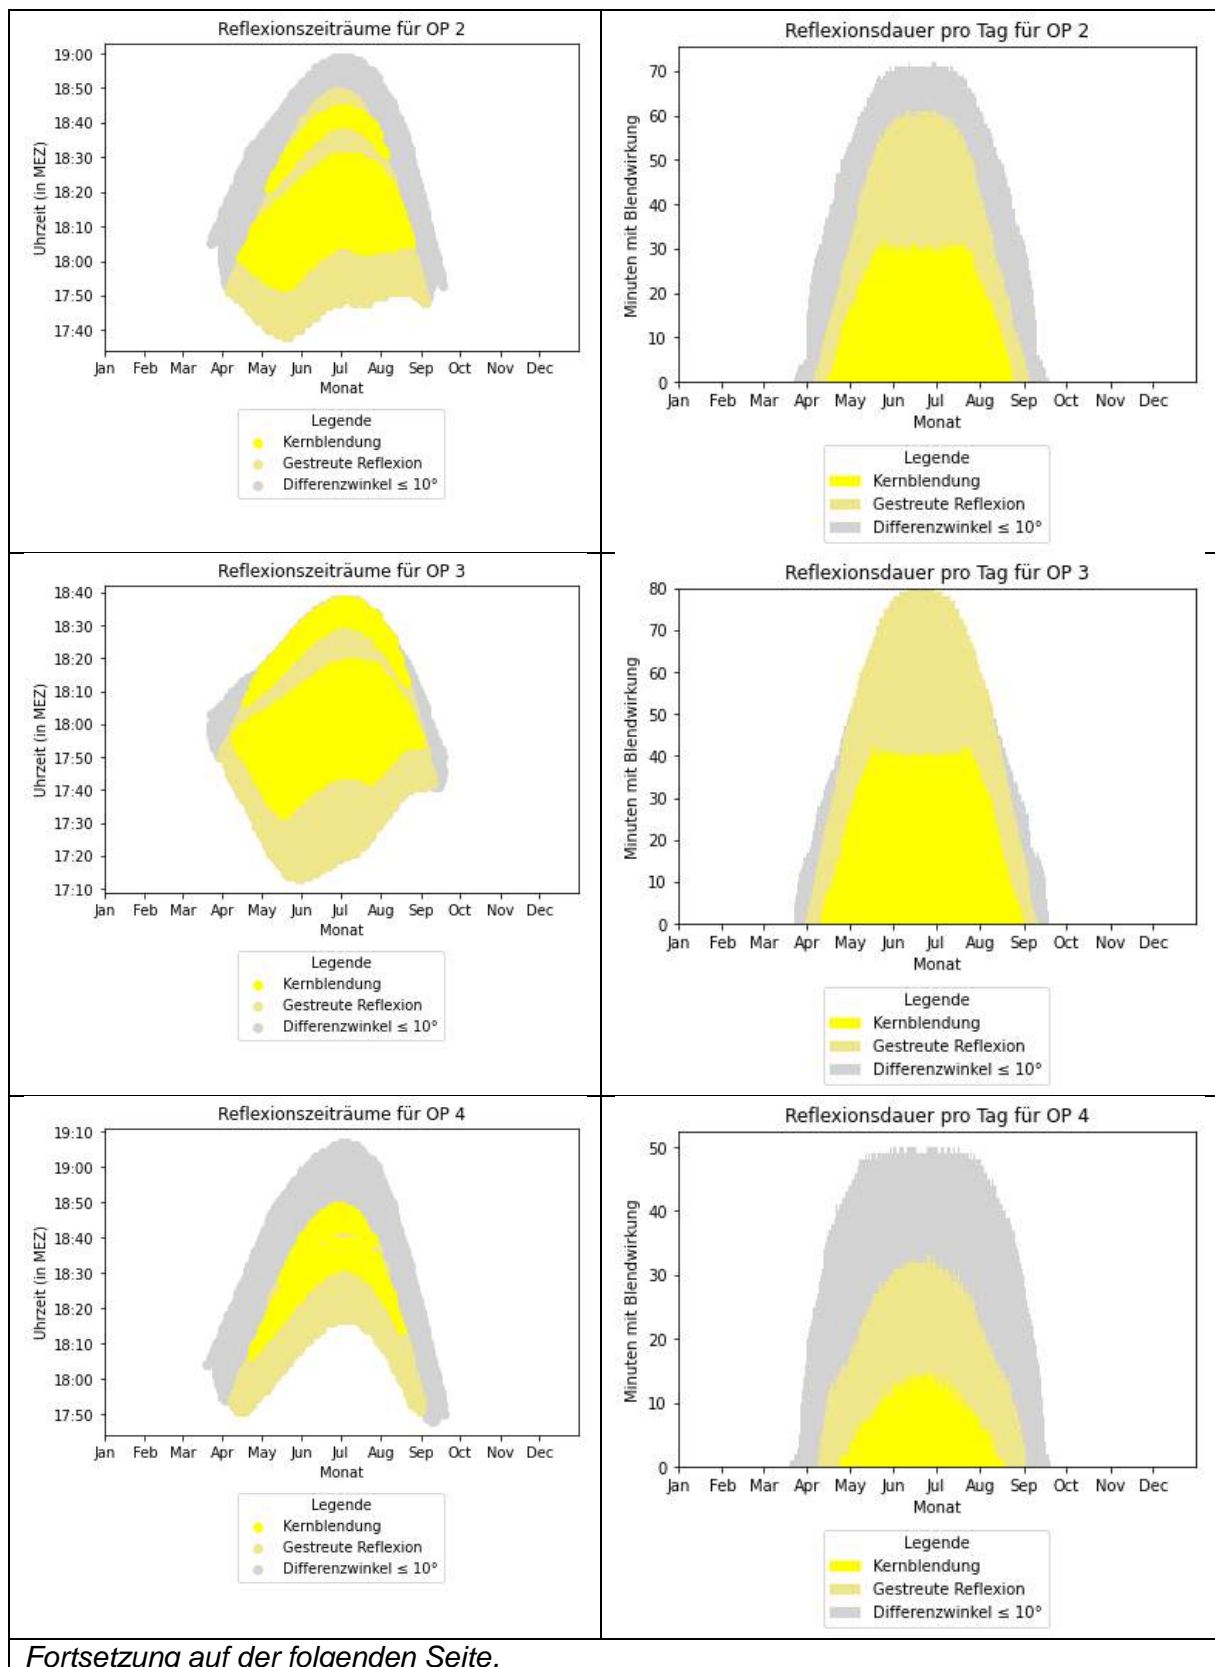 Reflexionszeiträume für OP 2
Uhrzeit (in MEZ)
19:00
18:50
18:40
18:30
18:20
18:10
18:00
17:50
17:40
Jan Feb Mar Apr May Jun Jul Aug Sep Oct Nov Dec
Monat
Legende
Kernblendung
Gestreute Reflexion
Differenzwinkel ≤ 10°
Reflexionsdauer pro Tag für OP 2
Minuten mit Blendwirkung
70
60
50
40
30
20
10
0
Jan Feb Mar Apr May Jun Jul Aug Sep Oct Nov Dec
Monat
Legende
Kernblendung
Gestreute Reflexion
Differenzwinkel ≤ 10°
Reflexionszeiträume für OP 3
Uhrzeit (in MEZ)
18:40
18:30
18:20
18:10
18:00
17:50
17:40
17:30
17:20
17:10
Jan Feb Mar Apr May Jun Jul Aug Sep Oct Nov Dec
Monat
Legende
Kernblendung
Gestreute Reflexion
Differenzwinkel ≤ 10°
Reflexionsdauer pro Tag für OP 3
Minuten mit Blendwirkung
80
70
60
50
40
30
20
10
0
Jan Feb Mar Apr May Jun Jul Aug Sep Oct Nov Dec
Monat
Legende
Kernblendung
Gestreute Reflexion
Differenzwinkel ≤ 10°
Reflexionszeiträume für OP 4
Uhrzeit (in MEZ)
19:10
19:00
18:50
18:40
18:30
18:20
18:10
18:00
17:50
Jan Feb Mar Apr May Jun Jul Aug Sep Oct Nov Dec
Monat
Legende
Kernblendung
Gestreute Reflexion
Differenzwinkel ≤ 10°
Reflexionsdauer pro Tag für OP 4
Minuten mit Blendwirkung
50
40
30
20
10
0
Jan Feb Mar Apr May Jun Jul Aug Sep Oct Nov Dec
Monat
Legende
Kernblendung
Gestreute Reflexion
Differenzwinkel ≤ 10°
Fortsetzung auf der folgenden Seite.